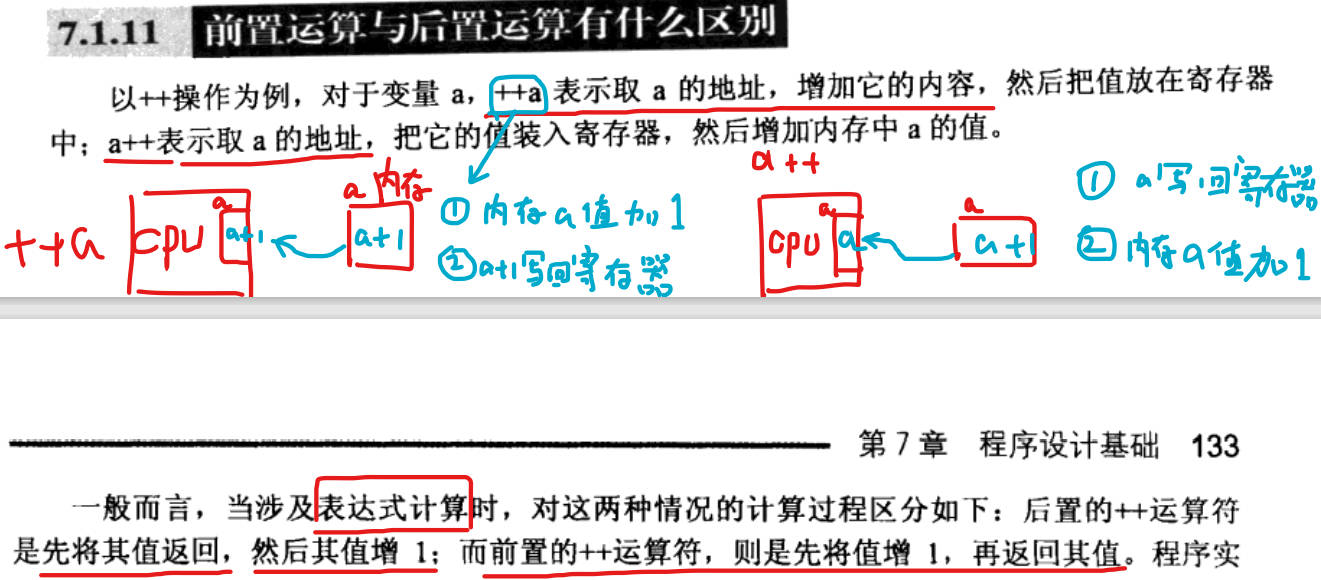 7.1.11 前置运算与后置运算有什么区别
以++操作为例，对于变量 a，++a 表示取 a 的地址，增加它的内容，然后把值放在寄存器
中；a++表示取 a 的地址，把它的值装入寄存器，然后增加内存中 a 的值。
++a
cpu
a
a+1
a 内存
a+1
① 内存a值加1
② a+1写回寄存器
a++
cpu
a
a
a
a+1
① a写回寄存器
② 内存a值加1
第 7 章 程序设计基础 133
一般而言，当涉及表达式计算时，对这两种情况的计算过程区分如下：后置的++运算符
是先将其值返回，然后其值增 1；而前置的++运算符，则是先将值增 1，再返回其值。程序实